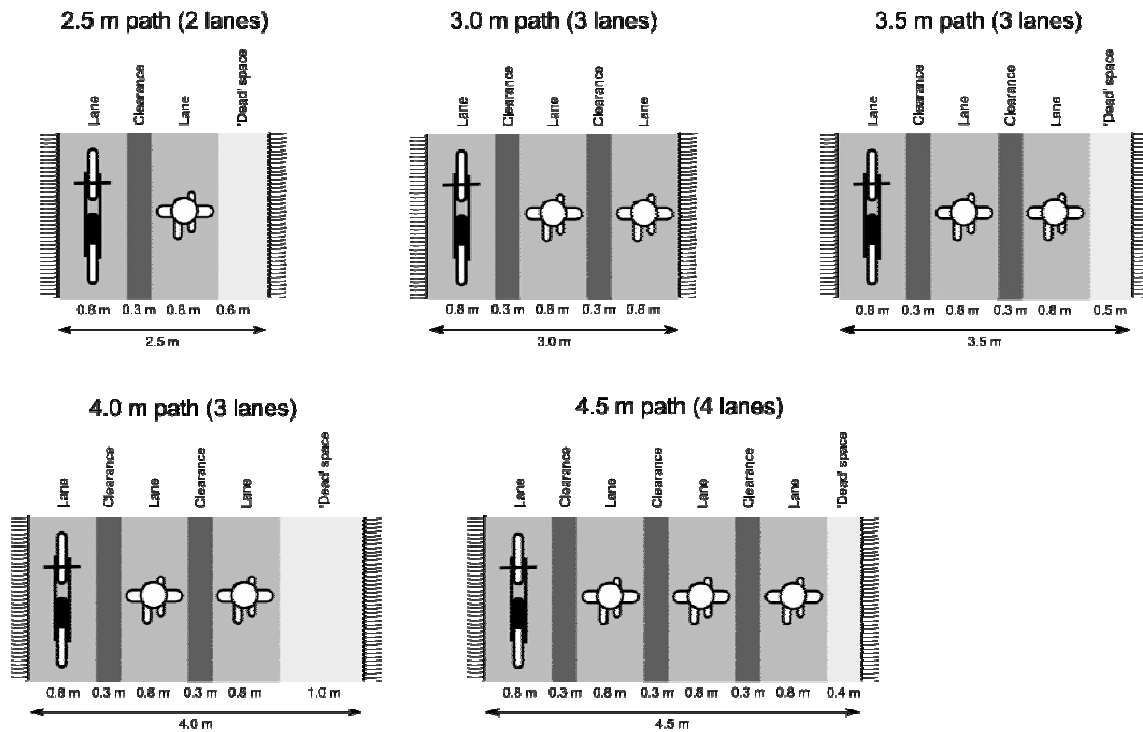 2.5 m path (2 lanes)
Lane
Clearance
Lane
'Dead' space
0.8 m 0.3 m 0.8 m 0.6 m
2.5 m
3.0 m path (3 lanes)
Lane
Clearance
Lane
Clearance
Lane
0.8 m 0.3 m 0.8 m 0.3 m 0.8 m
3.0 m
3.5 m path (3 lanes)
Lane
Clearance
Lane
Clearance
Lane
'Dead' space
0.8 m 0.3 m 0.8 m 0.3 m 0.8 m 0.5 m
3.5 m
4.0 m path (3 lanes)
Lane
Clearance
Lane
Clearance
Lane
'Dead' space
0.8 m 0.3 m 0.8 m 0.3 m 0.8 m 1.0 m
4.0 m
4.5 m path (4 lanes)
Lane
Clearance
Lane
Clearance
Lane
Clearance
Lane
'Dead' space
0.8 m 0.3 m 0.8 m 0.3 m 0.8 m 0.3 m 0.8 m 0.4 m
4.5 m